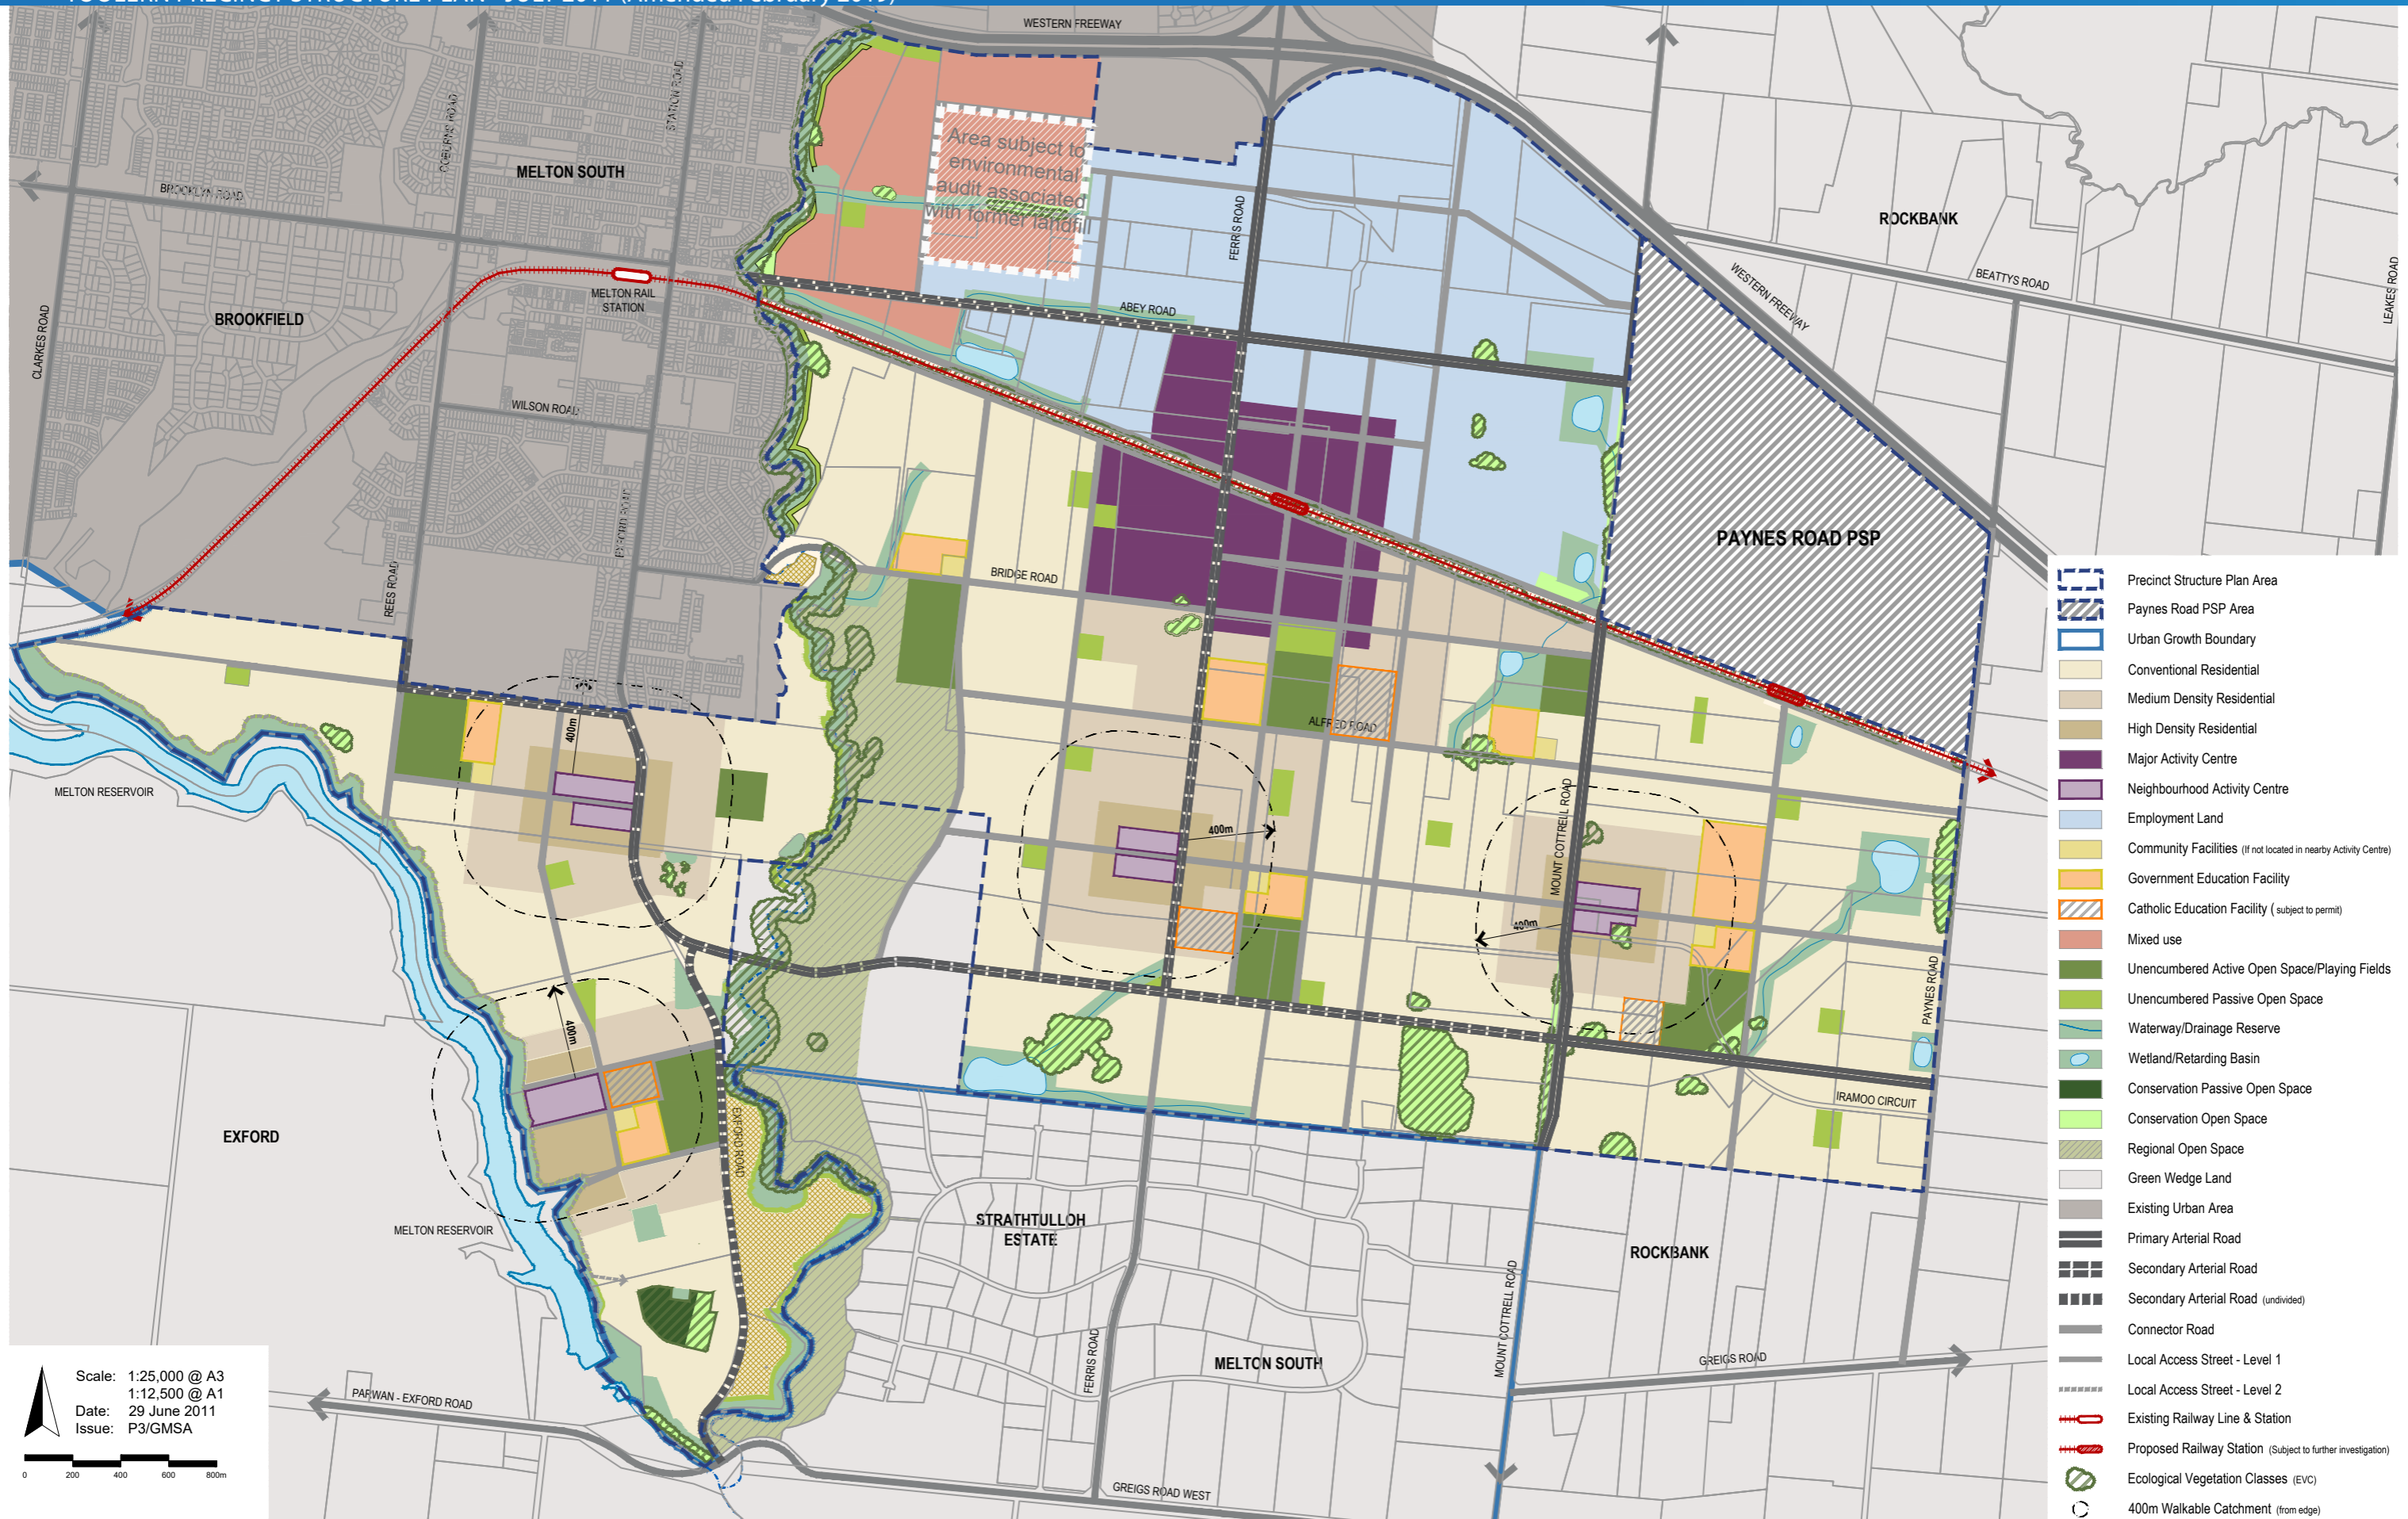 TOOLERN PRECINCT STRUCTURE PLAN - JULY 2011 (Amended February 2019)
WESTERN FREEWAY
COBURNS ROAD
STATION ROAD
MELTON SOUTH
BROOKLYN ROAD
Area subject to
environmental
audit associated
with former landfill
FERRIS ROAD
ROCKBANK
BEATTYS ROAD
WESTERN FREEWAY
LEAKES ROAD
MELTON RAIL
STATION
BROOKFIELD
CLARKES ROAD
ABEY ROAD
WILSON ROAD
EXFORD ROAD
REES ROAD
BRIDGE ROAD
PAYNES ROAD PSP
ALFRED ROAD
MELTON RESERVOIR
400m
400m
400m
400m
MOUNT COTTRELL ROAD
PAYNES ROAD
IRAMOO CIRCUIT
EXFORD
EXFORD ROAD
MELTON RESERVOIR
STRATHTULLOH
ESTATE
ROCKBANK
MOUNT COTTRELL ROAD
FERRIS ROAD
MELTON SOUTH
GREIGS ROAD
PARWAN - EXFORD ROAD
GREIGS ROAD WEST
Scale: 1:25,000 @ A3
1:12,500 @ A1
Date: 29 June 2011
Issue: P3/GMSA
0 200 400 600 800m
Precinct Structure Plan Area
Paynes Road PSP Area
Urban Growth Boundary
Conventional Residential
Medium Density Residential
High Density Residential
Major Activity Centre
Neighbourhood Activity Centre
Employment Land
Community Facilities (If not located in nearby Activity Centre)
Government Education Facility
Catholic Education Facility ( subject to permit)
Mixed use
Unencumbered Active Open Space/Playing Fields
Unencumbered Passive Open Space
Waterway/Drainage Reserve
Wetland/Retarding Basin
Conservation Passive Open Space
Conservation Open Space
Regional Open Space
Green Wedge Land
Existing Urban Area
Primary Arterial Road
Secondary Arterial Road
Secondary Arterial Road (undivided)
Connector Road
Local Access Street - Level 1
Local Access Street - Level 2
Existing Railway Line & Station
Proposed Railway Station (Subject to further investigation)
Ecological Vegetation Classes (EVC)
400m Walkable Catchment (from edge)